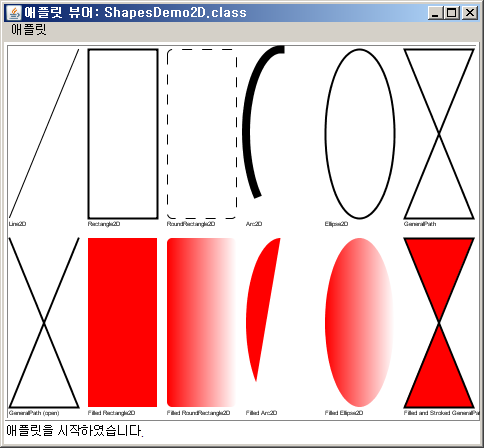 애플릿 뷰어: ShapesDemo2D.class
애플릿
Line2D Rectangle2D RoundRectangle2D Arc2D Ellipse2D GeneralPath
GeneralPath (open) Filled Rectangle2D Filled RoundRectangle2D Filled Arc2D Filled Ellipse2D Filled and Stroked GeneralPa
애플릿을 시작하였습니다.